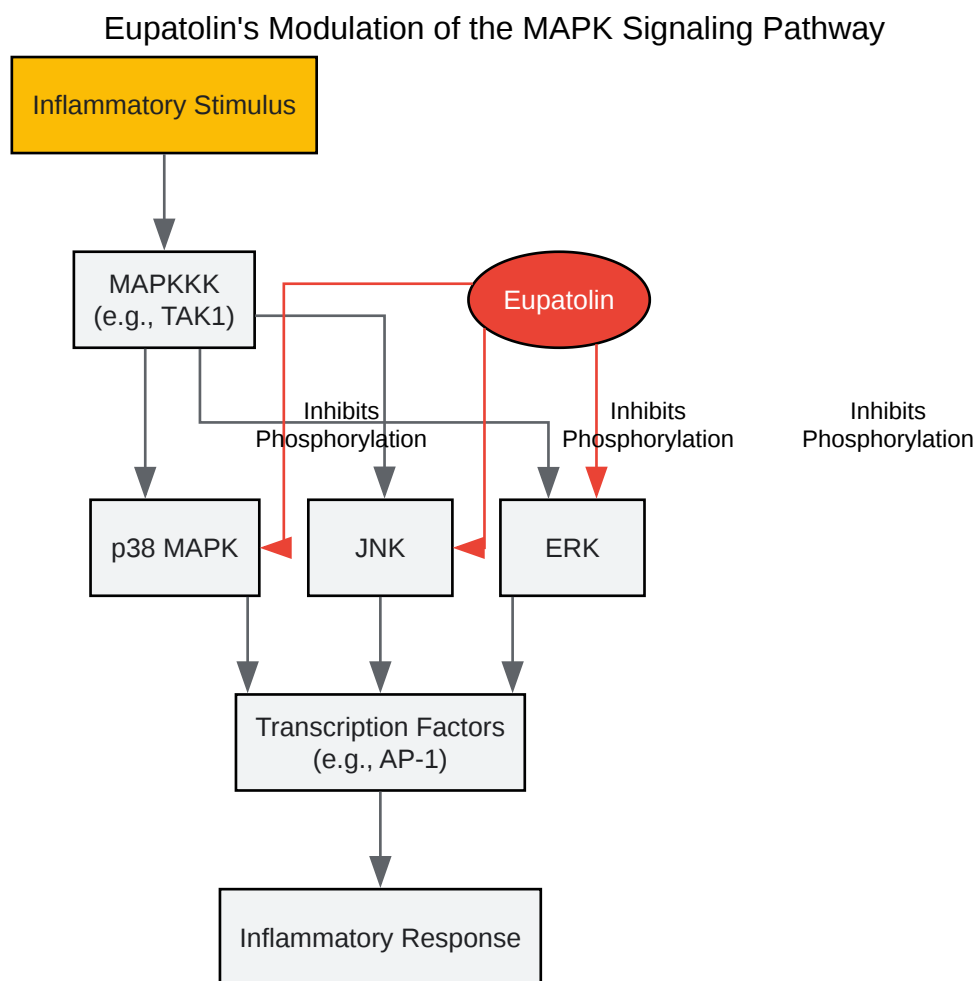 Eupatolin's Modulation of the MAPK Signaling Pathway
Inflammatory Stimulus
MAPKKK
(e.g., TAK1)
Eupatolin
Inhibits
Phosphorylation
Inhibits
Phosphorylation
Inhibits
Phosphorylation
p38 MAPK
JNK
ERK
Transcription Factors
(e.g., AP-1)
Inflammatory Response